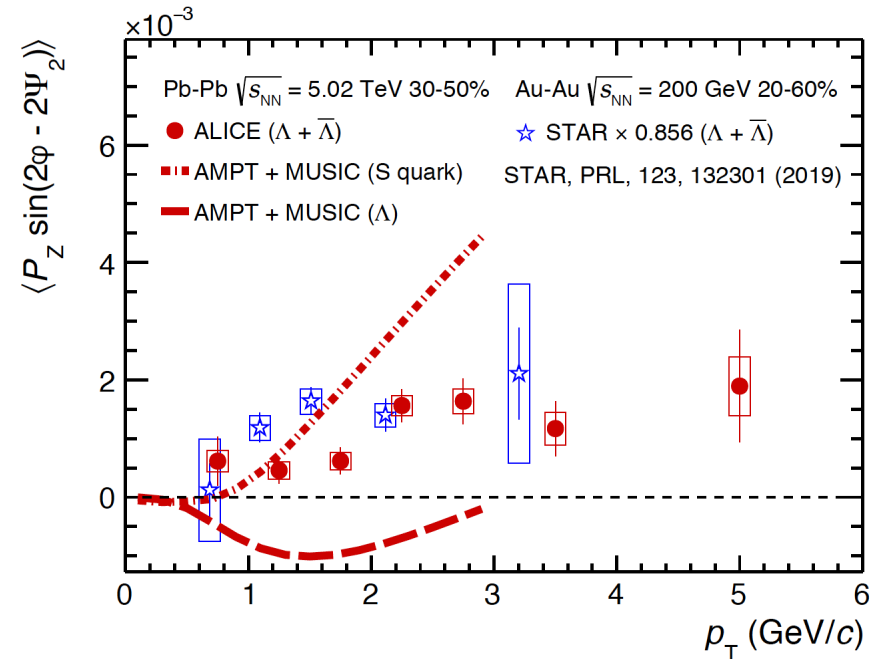 ×10⁻³
⟨P_Z sin(2φ - 2Ψ_2)⟩
Pb-Pb √s_NN = 5.02 TeV 30-50%
ALICE (Λ + Λ̅)
AMPT + MUSIC (S quark)
AMPT + MUSIC (Λ)
Au-Au √s_NN = 200 GeV 20-60%
STAR × 0.856 (Λ + Λ̅)
STAR, PRL, 123, 132301 (2019)
6
4
2
0
0 1 2 3 4 5 6
p_T (GeV/c)